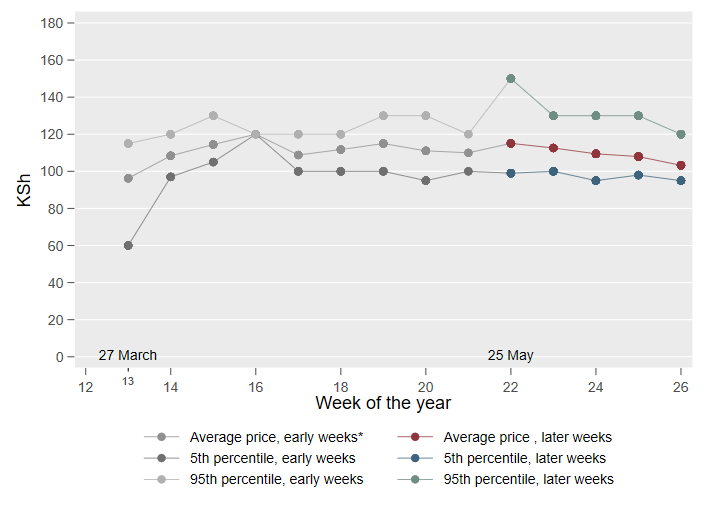 180
160
140
120
100
80
60
40
20
0
KSh
27 March
25 May
12 13 14 16 18 20 22 24 26
Week of the year
Average price, early weeks* Average price , later weeks
5th percentile, early weeks 5th percentile, later weeks
95th percentile, early weeks 95th percentile, later weeks